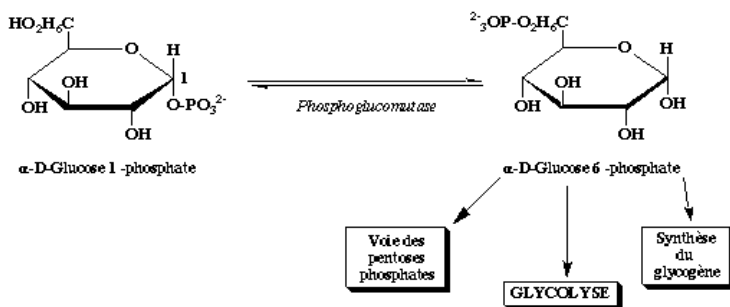 HO₂H₆C
O
H
1
OH
OH
O-PO₃²⁻
OH
α-D-Glucose 1 -phosphate
Phosphoglucomutase
²⁻₃OP-O₂H₆C
O
H
OH
OH
OH
OH
α-D-Glucose 6 -phosphate
Voie des
pentoses
phosphates
GLYCOLYSE
Synthèse
du
glycogène